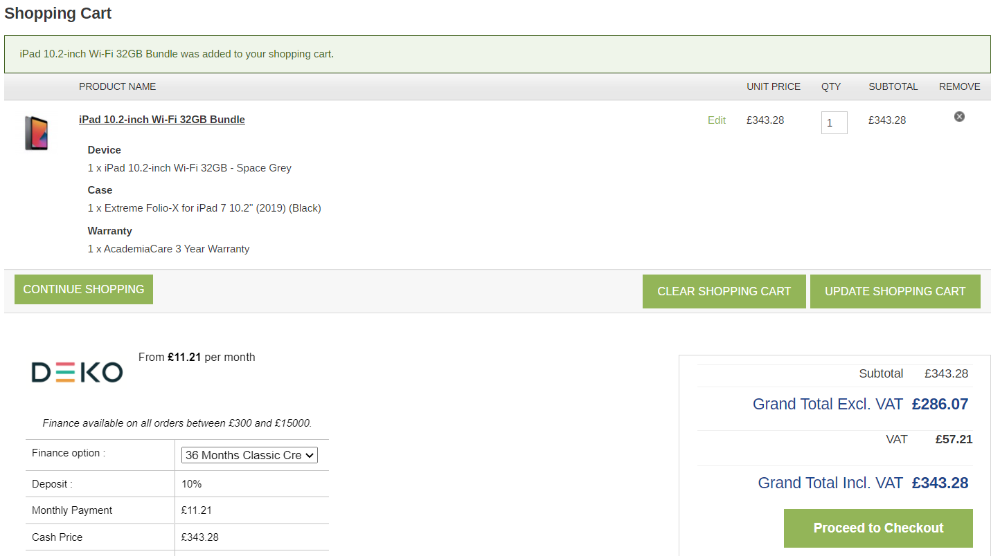 Shopping Cart
iPad 10.2-inch Wi-Fi 32GB Bundle was added to your shopping cart.
PRODUCT NAME UNIT PRICE QTY SUBTOTAL REMOVE
iPad 10.2-inch Wi-Fi 32GB Bundle Edit £343.28 1 £343.28
Device
1 x iPad 10.2-inch Wi-Fi 32GB - Space Grey
Case
1 x Extreme Folio-X for iPad 7 10.2" (2019) (Black)
Warranty
1 x AcademiaCare 3 Year Warranty
CONTINUE SHOPPING CLEAR SHOPPING CART UPDATE SHOPPING CART
DEKO From £11.21 per month
Finance available on all orders between £300 and £15000.
Finance option : 36 Months Classic Cre
Deposit : 10%
Monthly Payment £11.21
Cash Price £343.28
Subtotal £343.28
Grand Total Excl. VAT £286.07
VAT £57.21
Grand Total Incl. VAT £343.28
Proceed to Checkout